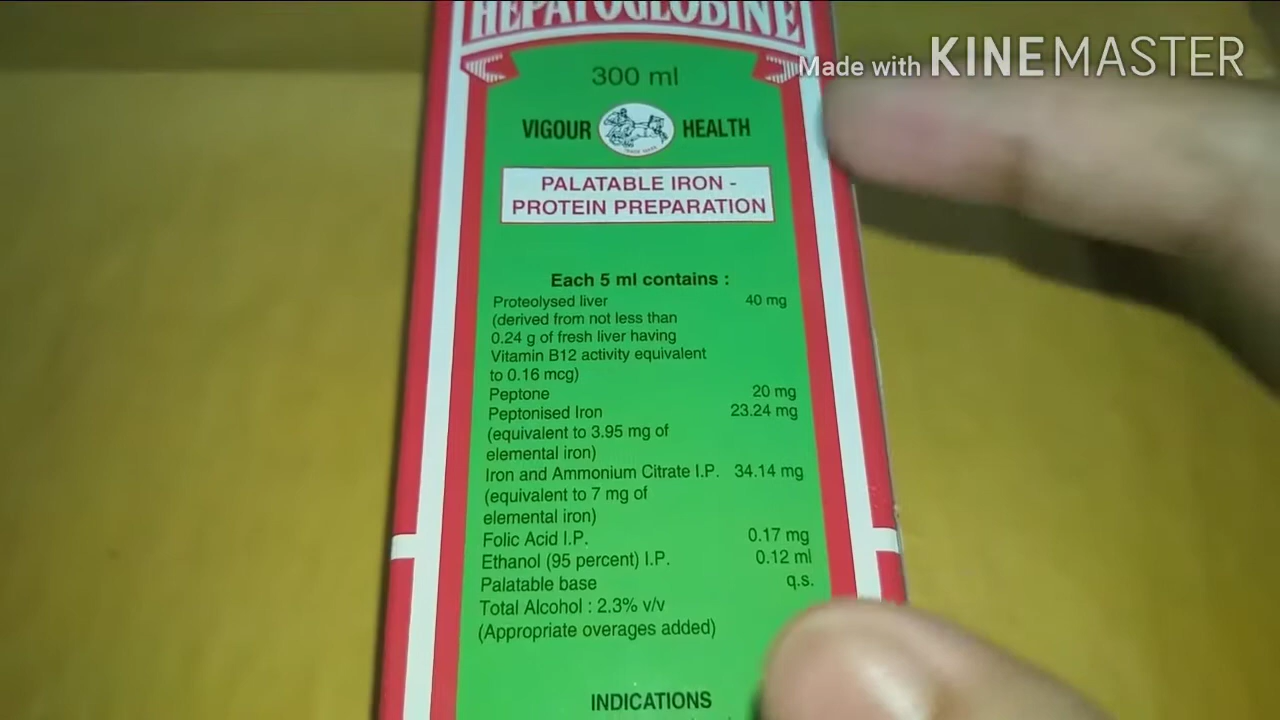 HEPATOGLOBINE
Made with KINEMASTER
300 ml
VIGOUR HEALTH
PALATABLE IRON -
PROTEIN PREPARATION
Each 5 ml contains :
Proteolysed liver 40 mg
(derived from not less than
0.24 g of fresh liver having
Vitamin B12 activity equivalent
to 0.16 mcg)
Peptone 20 mg
Peptonised Iron 23.24 mg
(equivalent to 3.95 mg of
elemental iron)
Iron and Ammonium Citrate I.P. 34.14 mg
(equivalent to 7 mg of
elemental iron)
Folic Acid I.P. 0.17 mg
Ethanol (95 percent) I.P. 0.12 ml
Palatable base q.s.
Total Alcohol : 2.3% v/v
(Appropriate overages added)
INDICATIONS